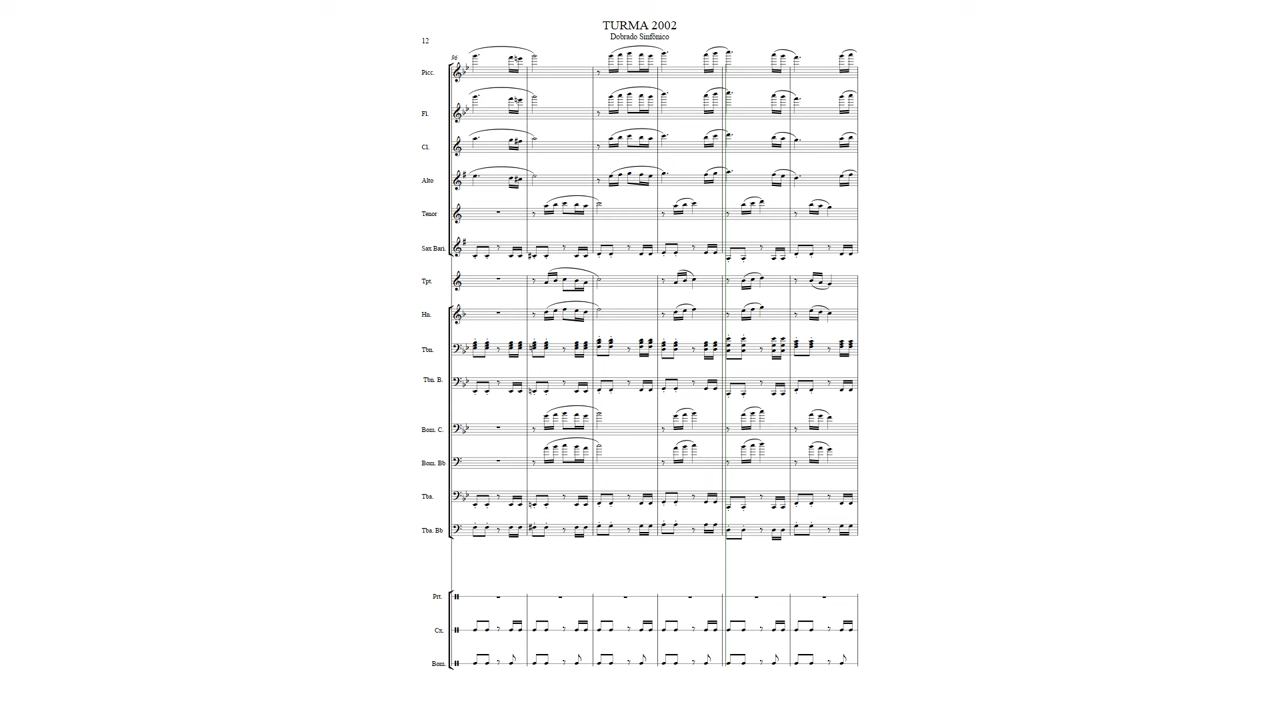 TURMA 2002
Dobrado Sinfônico
12
96
Picc.
Fl.
Cl.
Alto
Tenor
Sax Bari.
Tpt
Hn.
Tbn.
Tbn. B.
Bom. C.
Bom. Bb
Tba.
Tba. Bb
Prt.
Cx.
Bom.